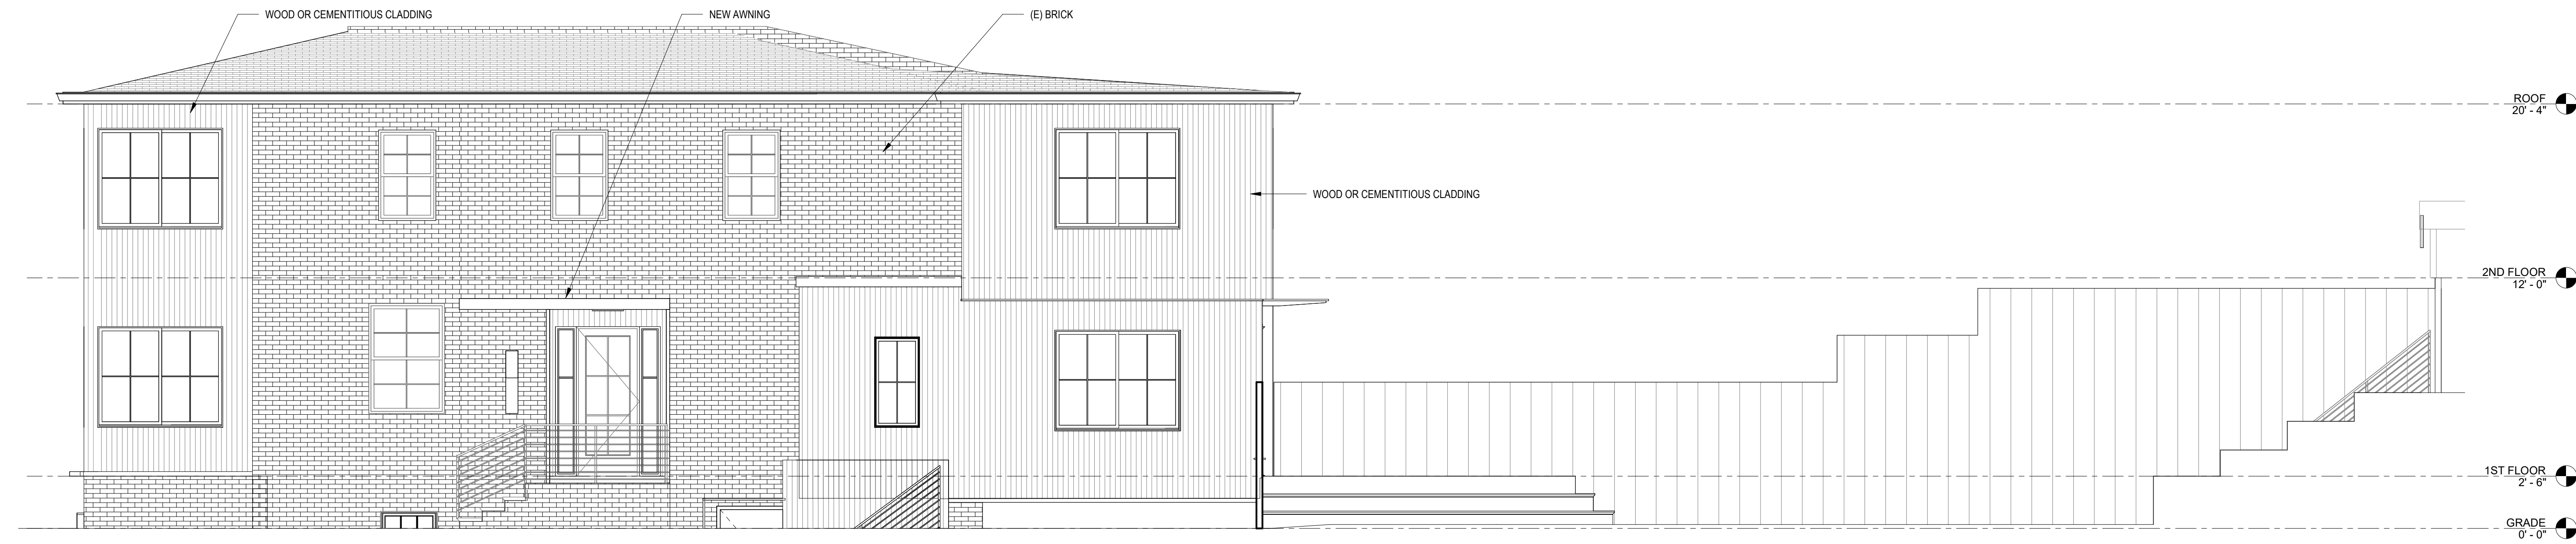 WOOD OR CEMENTITIOUS CLADDING
NEW AWNING
(E) BRICK
ROOF
20' - 4"
WOOD OR CEMENTITIOUS CLADDING
2ND FLOOR
12' - 0"
1ST FLOOR
2' - 6"
GRADE
0' - 0"